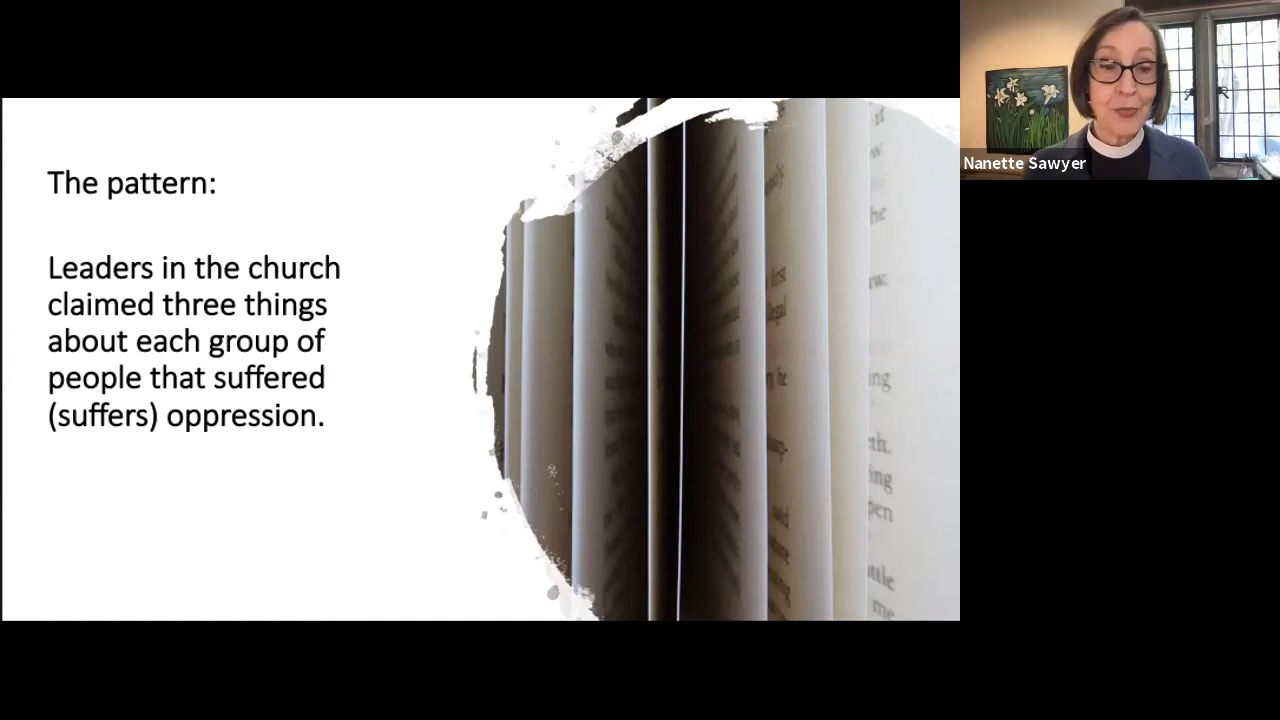 The pattern:
Leaders in the church
claimed three things
about each group of
people that suffered
(suffers) oppression.
Nanette Sawyer